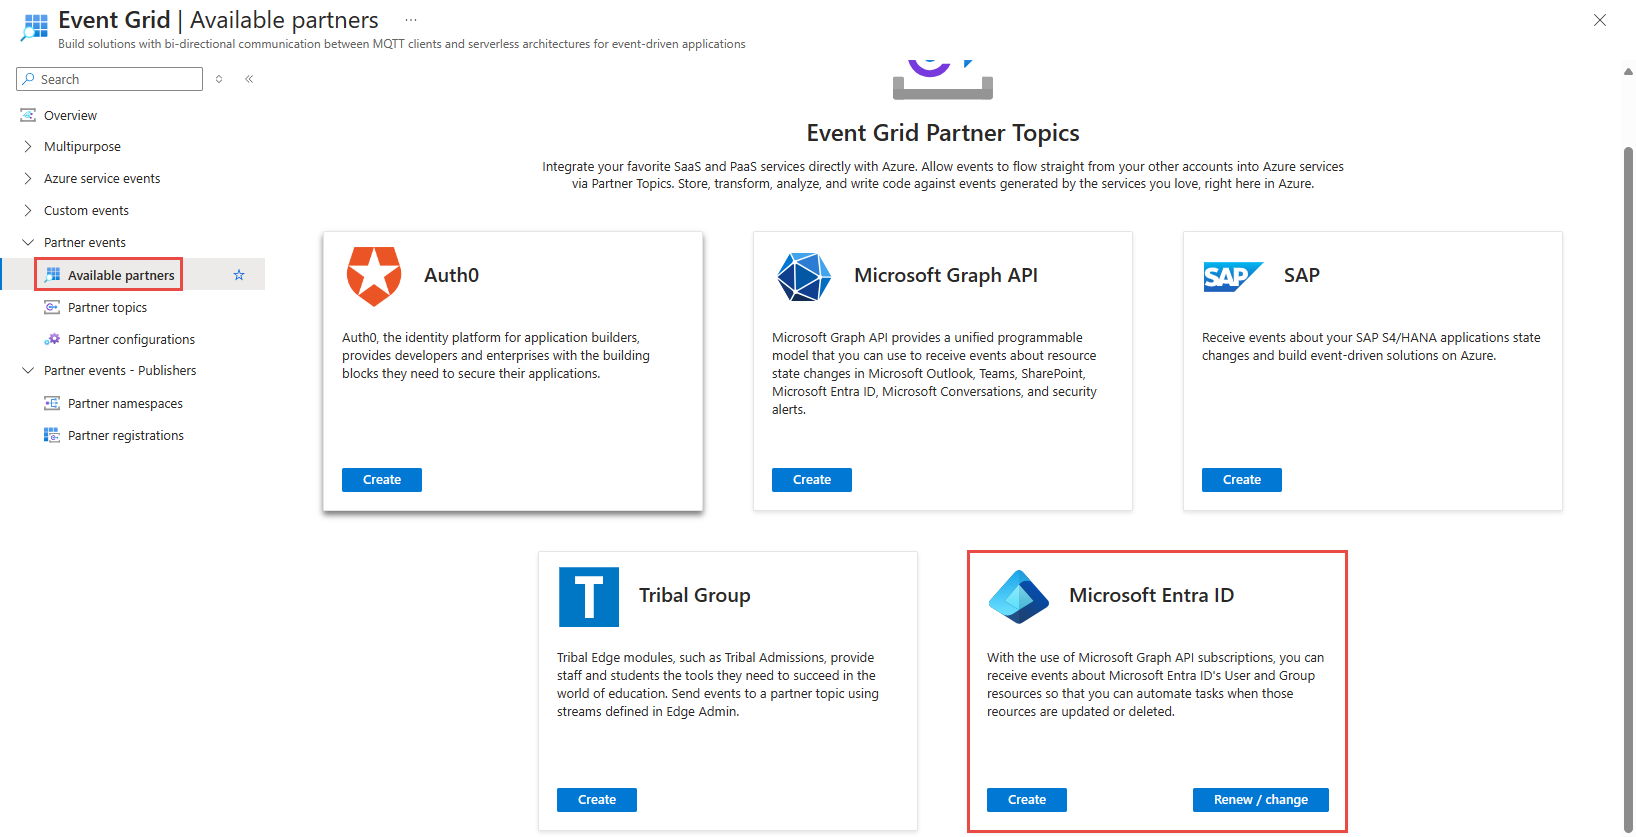 Event Grid | Available partners ...
Build solutions with bi-directional communication between MQTT clients and serverless architectures for event-driven applications
Search
Overview
Multipurpose
Azure service events
Custom events
Partner events
Available partners
Partner topics
Partner configurations
Partner events - Publishers
Partner namespaces
Partner registrations
Event Grid Partner Topics
Integrate your favorite SaaS and PaaS services directly with Azure. Allow events to flow straight from your other accounts into Azure services
via Partner Topics. Store, transform, analyze, and write code against events generated by the services you love, right here in Azure.
Auth0
Auth0, the identity platform for application builders,
provides developers and enterprises with the building
blocks they need to secure their applications.
Create
Microsoft Graph API
Microsoft Graph API provides a unified programmable
model that you can use to receive events about resource
state changes in Microsoft Outlook, Teams, SharePoint,
Microsoft Entra ID, Microsoft Conversations, and security
alerts.
Create
SAP
SAP
Receive events about your SAP S4/HANA applications state
changes and build event-driven solutions on Azure.
Create
T
Tribal Group
Tribal Edge modules, such as Tribal Admissions, provide
staff and students the tools they need to succeed in the
world of education. Send events to a partner topic using
streams defined in Edge Admin.
Create
Microsoft Entra ID
With the use of Microsoft Graph API subscriptions, you can
receive events about Microsoft Entra ID's User and Group
resources so that you can automate tasks when those
reources are updated or deleted.
Create
Renew / change